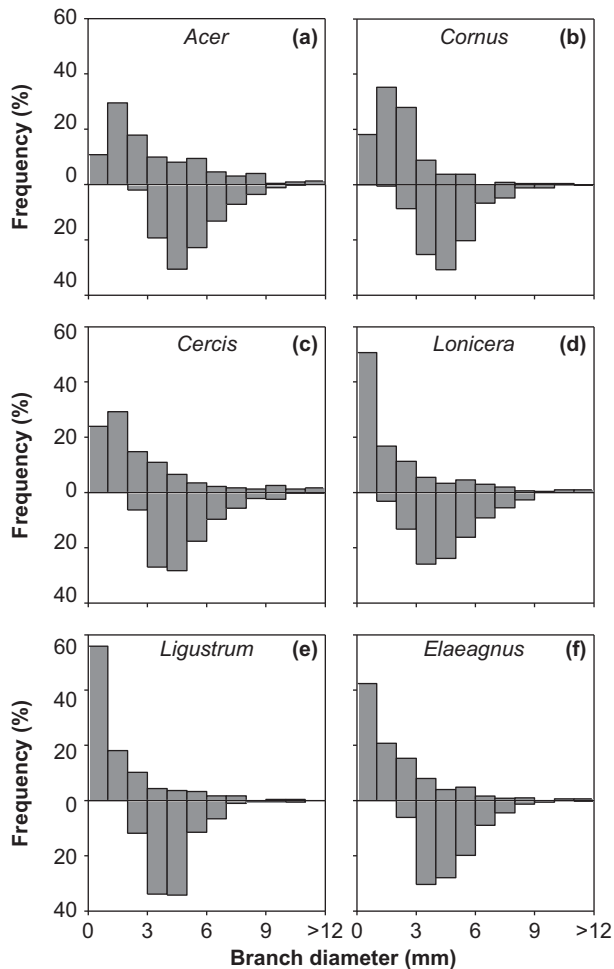 60
Acer (a)
Cornus (b)
40
20
0
20
40
Frequency (%)
60
Cercis (c)
Lonicera (d)
40
20
0
20
40
Frequency (%)
60
Ligustrum (e)
Elaeagnus (f)
40
20
0
20
40
Frequency (%)
0 3 6 9 >12 0 3 6 9 >12
Branch diameter (mm)